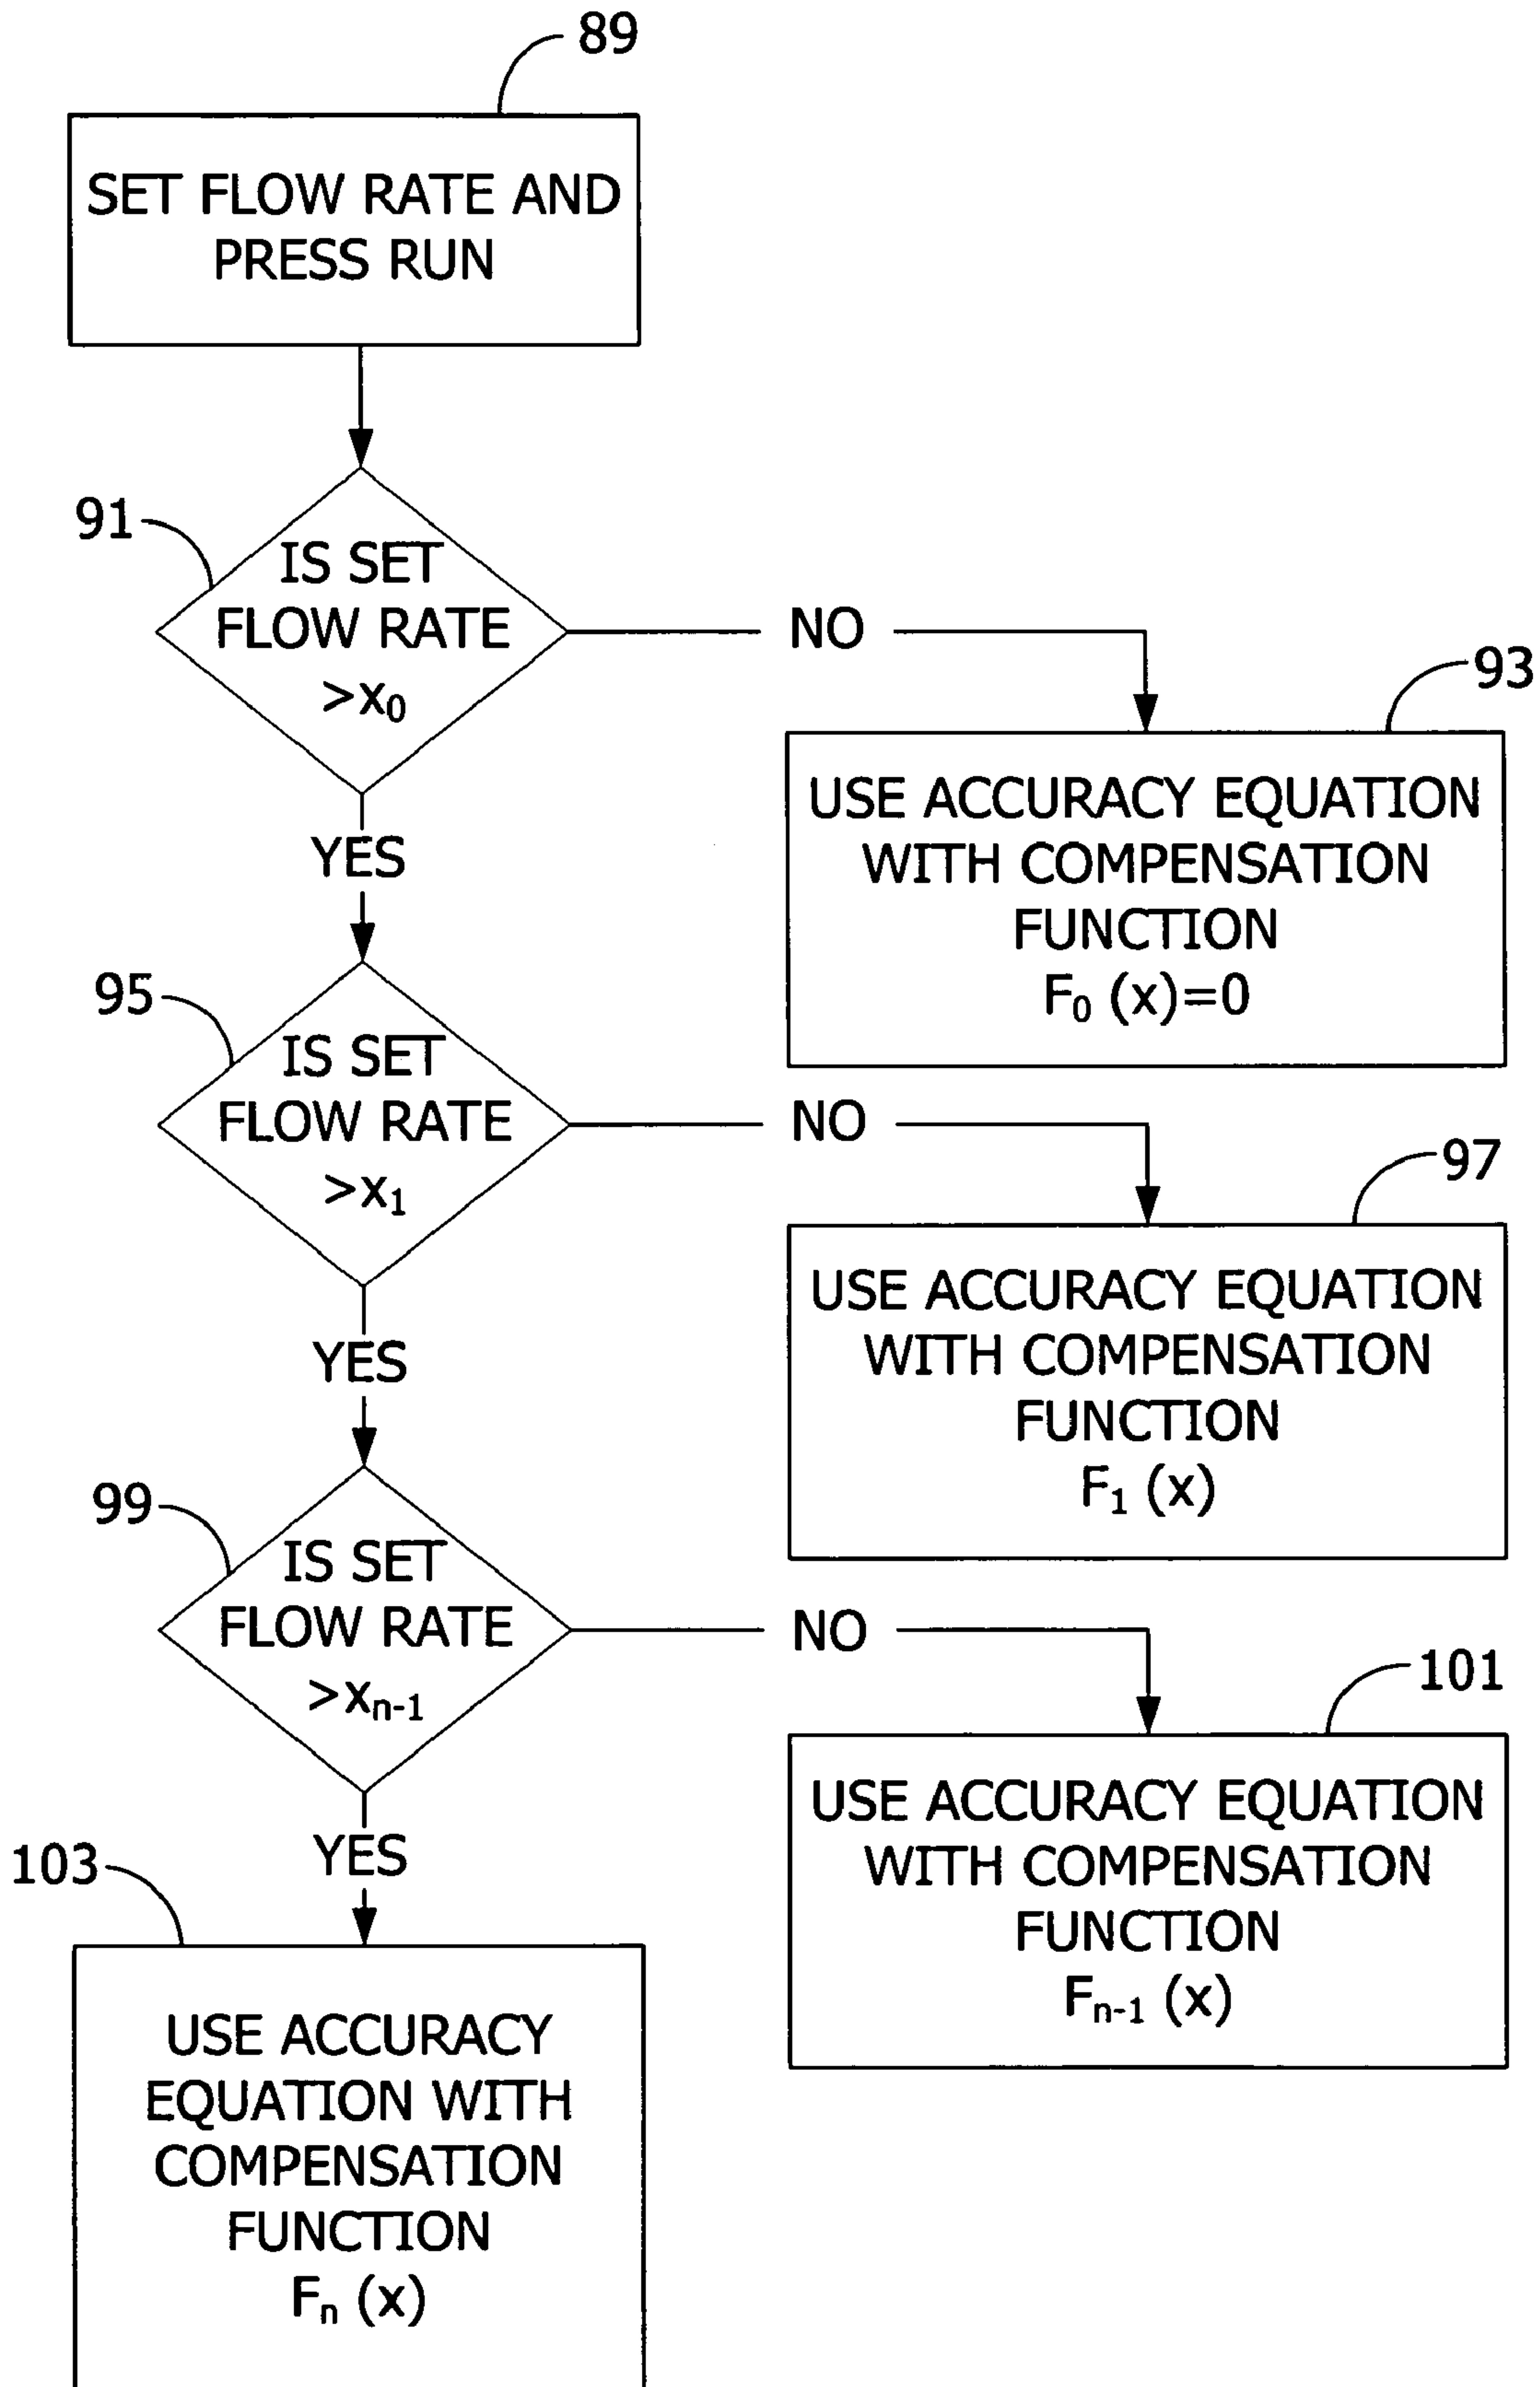 89
SET FLOW RATE AND
PRESS RUN
91
IS SET
FLOW RATE
>x₀
NO
93
USE ACCURACY EQUATION
WITH COMPENSATION
FUNCTION
F₀ (x)=0
YES
95
IS SET
FLOW RATE
>x₁
NO
97
USE ACCURACY EQUATION
WITH COMPENSATION
FUNCTION
F₁ (x)
YES
99
IS SET
FLOW RATE
>xₙ₋₁
NO
101
USE ACCURACY EQUATION
WITH COMPENSATION
FUNCTION
Fₙ₋₁ (x)
YES
103
USE ACCURACY
EQUATION WITH
COMPENSATION
FUNCTION
Fₙ (x)